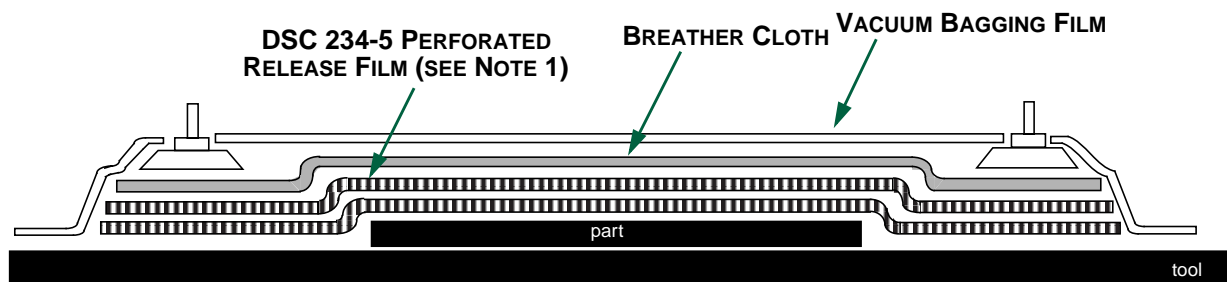 DSC 234-5 PERFORATED
RELEASE FILM (SEE NOTE 1)
BREATHER CLOTH
VACUUM BAGGING FILM
part
tool